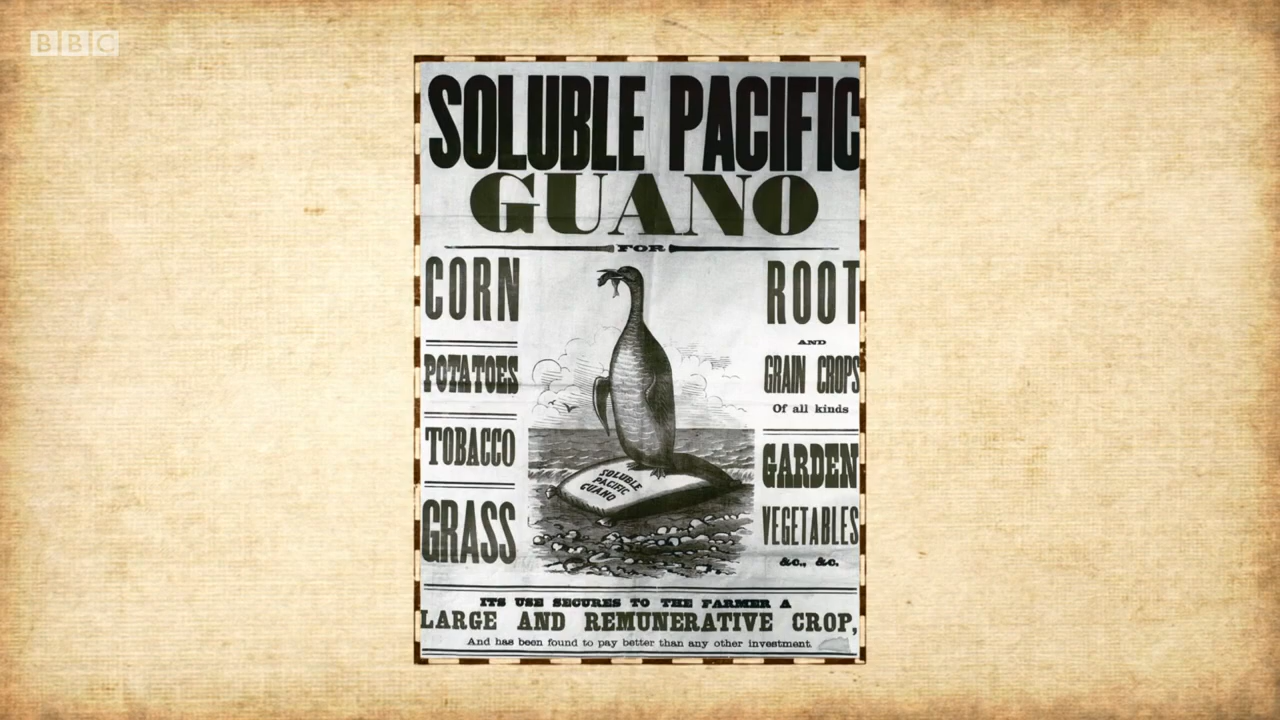 BBC
SOLUBLE PACIFIC
GUANO
FOR
CORN
POTATOES
TOBACCO
GRASS
SOLUBLE
PACIFIC
GUANO
ROOT
AND
GRAIN CROPS
Of all kinds
GARDEN
VEGETABLES
&c., &c.
ITS USE SECURES TO THE FARMER A
LARGE AND REMUNERATIVE CROP,
And has been found to pay better than any other investment.